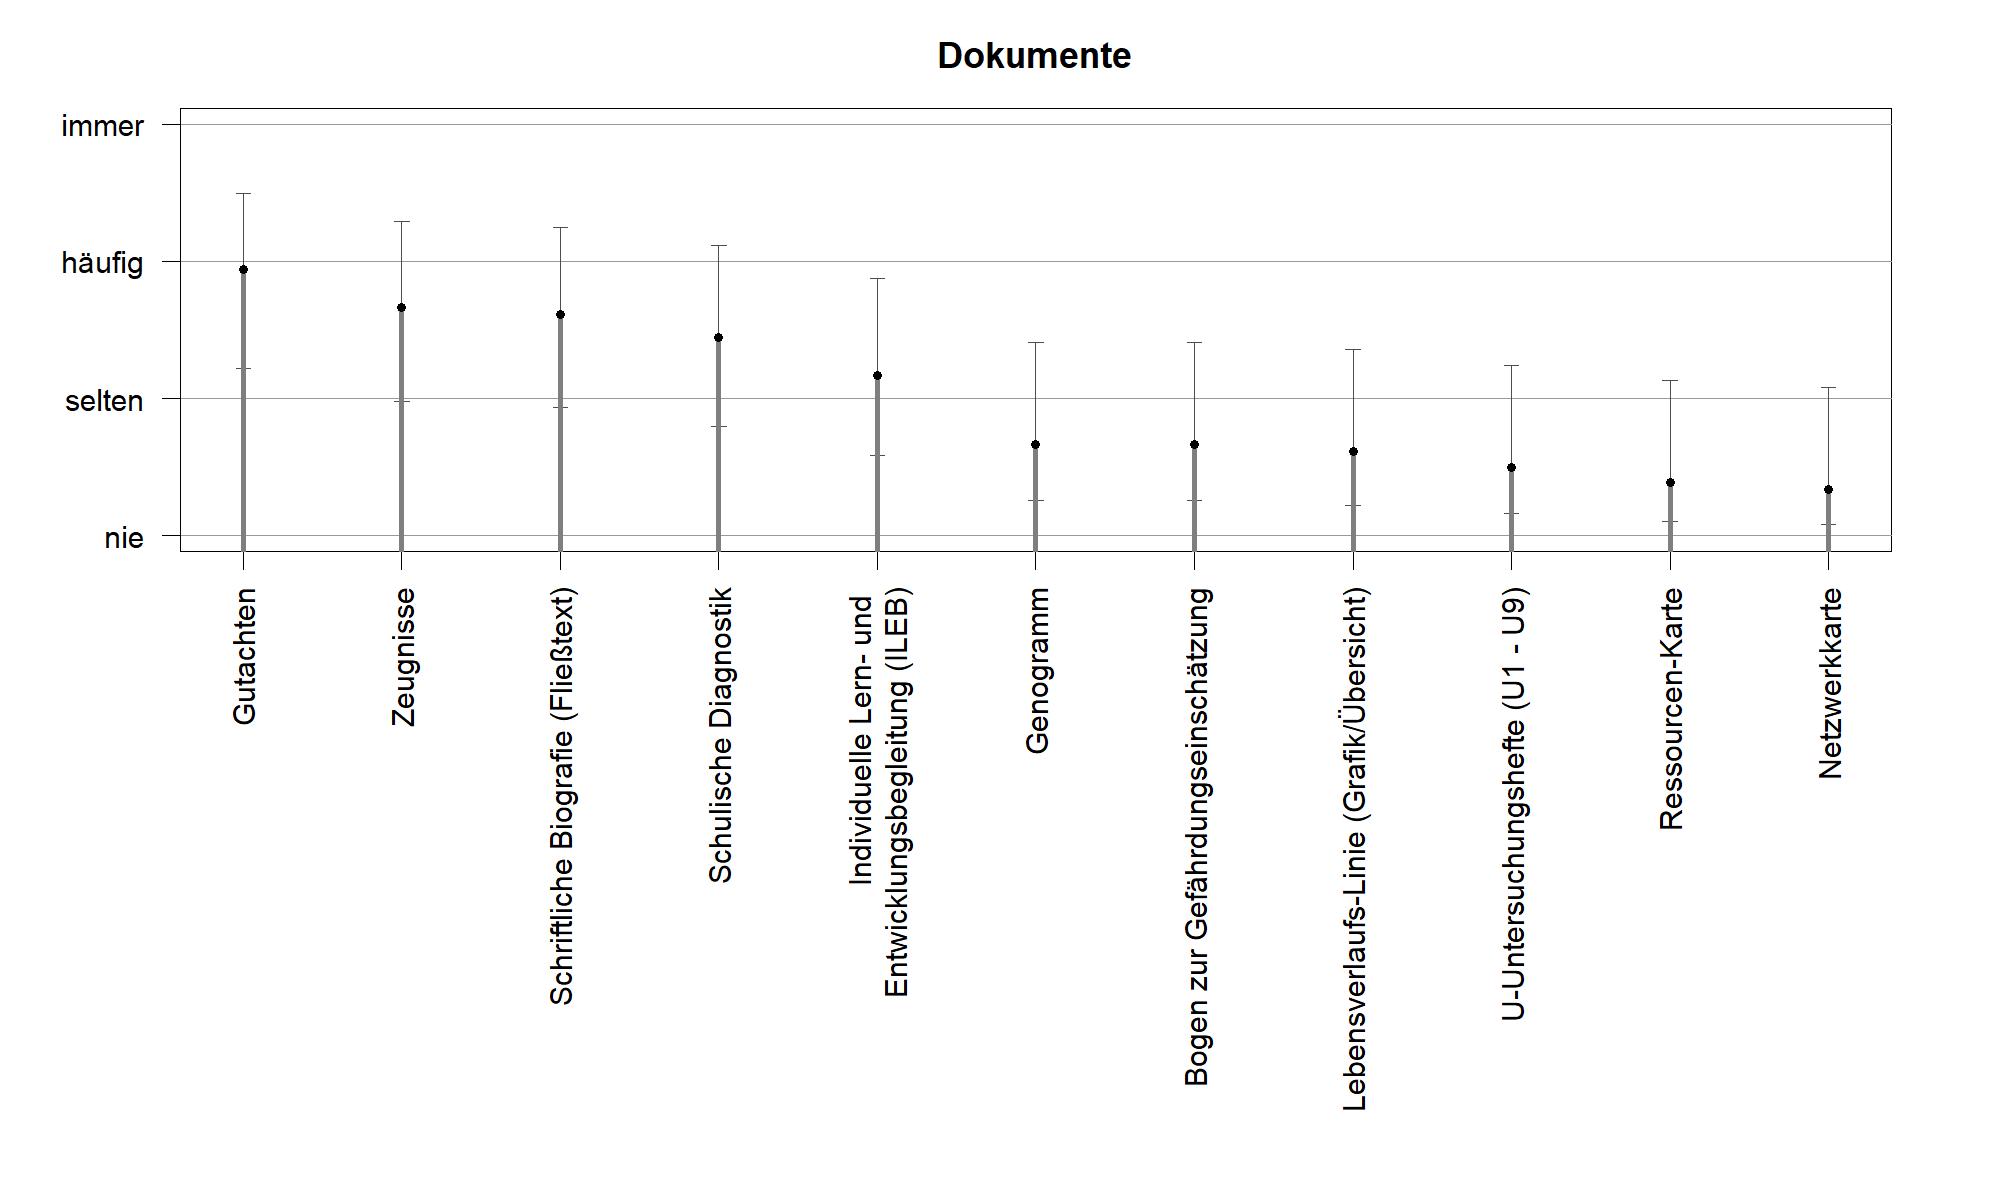 Dokumente
immer
häufig
selten
nie
Gutachten
Zeugnisse
Schriftliche Biografie (Fließtext)
Schulische Diagnostik
Individuelle Lern- und
Entwicklungsbegleitung (ILEB)
Genogramm
Bogen zur Gefährdungseinschätzung
Lebensverlaufs-Linie (Grafik/Übersicht)
U-Untersuchungshefte (U1 - U9)
Ressourcen-Karte
Netzwerkkarte